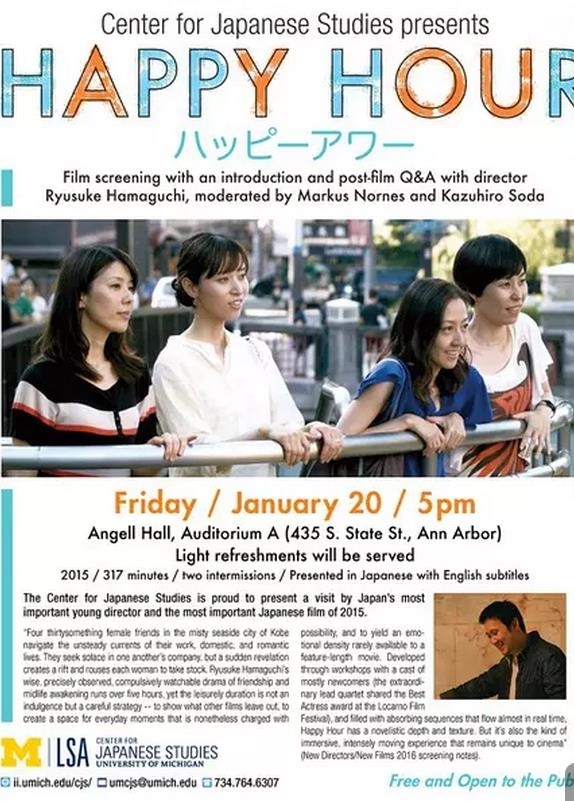 Center for Japanese Studies presents
HAPPY HOUR
ハッピーアワー
Film screening with an introduction and post-film Q&A with director
Ryusuke Hamaguchi, moderated by Markus Nornes and Kazuhiro Soda
Friday / January 20 / 5pm
Angell Hall, Auditorium A (435 S. State St., Ann Arbor)
Light refreshments will be served
2015 / 317 minutes / two intermissions / Presented in Japanese with English subtitles
The Center for Japanese Studies is proud to present a visit by Japan's most
important young director and the most important Japanese film of 2015.
"Four thirtysomething female friends in the misty seaside city of Kobe
navigate the unsteady currents of their work, domestic, and romantic
lives. They seek solace in one another's company, but a sudden revelation
creates a rift and rouses each woman to take stock. Ryusuke Hamaguchi's
wise, precisely observed, compulsively watchable drama of friendship and
midlife awakening runs over five hours, yet the leisurely duration is not an
indulgence but a careful strategy -- to show what other films leave out, to
create a space for everyday moments that is nonetheless charged with
possibility, and to yield an emo-
tional density rarely available to a
feature-length movie. Developed
through workshops with a cast of
mostly newcomers (the extraordi-
nary lead quartet shared the Best
Actress award at the Locarno Film
Festival), and filled with absorbing sequences that flow almost in real time,
Happy Hour has a novelistic depth and texture. But it's also the kind of
immersive, intensely moving experience that remains unique to cinema"
(New Directors/New Films 2016 screening notes).
M LSA CENTER FOR
JAPANESE STUDIES
UNIVERSITY OF MICHIGAN
ii.umich.edu/cjs/ umcjs@umich.edu 734.764.6307
Free and Open to the Pub